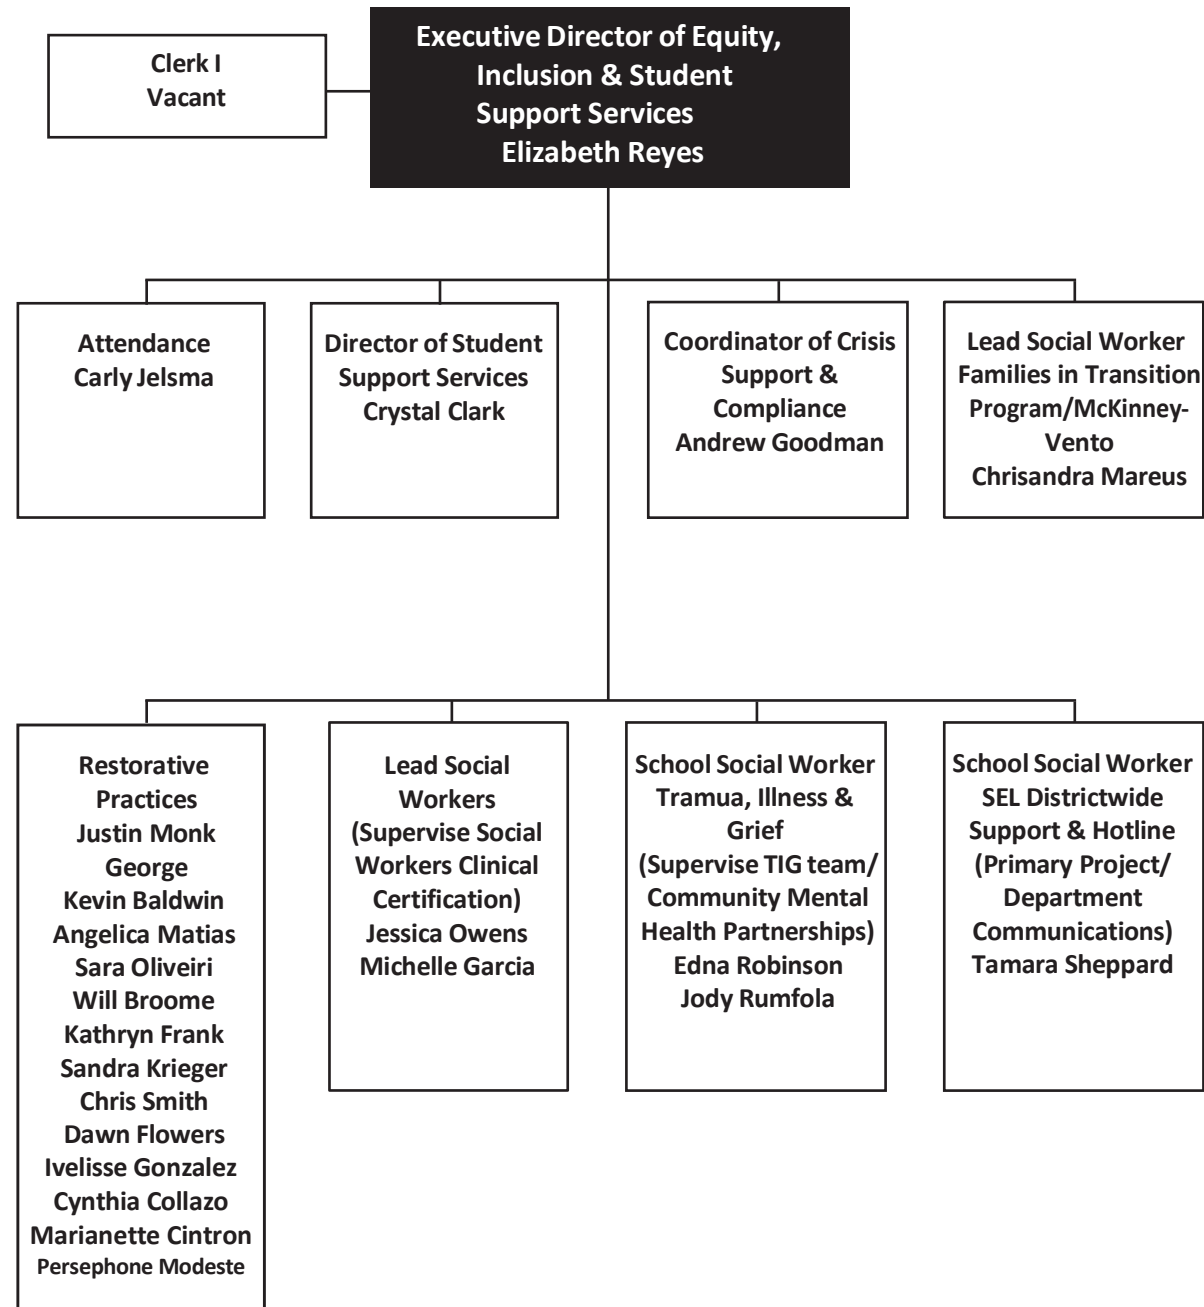 Clerk I
Vacant
Executive Director of Equity,
Inclusion & Student
Support Services
Elizabeth Reyes
Attendance
Carly Jelsma
Director of Student
Support Services
Crystal Clark
Coordinator of Crisis
Support &
Compliance
Andrew Goodman
Lead Social Worker
Families in Transition
Program/McKinney-
Vento
Chrisandra Mareus
Restorative
Practices
Justin Monk
George
Kevin Baldwin
Angelica Matias
Sara Oliveiri
Will Broome
Kathryn Frank
Sandra Krieger
Chris Smith
Dawn Flowers
Ivelisse Gonzalez
Cynthia Collazo
Marianette Cintron
Persephone Modeste
Lead Social
Workers
(Supervise Social
Workers Clinical
Certification)
Jessica Owens
Michelle Garcia
School Social Worker
Tramua, Illness &
Grief
(Supervise TIG team/
Community Mental
Health Partnerships)
Edna Robinson
Jody Rumfola
School Social Worker
SEL Districtwide
Support & Hotline
(Primary Project/
Department
Communications)
Tamara Sheppard